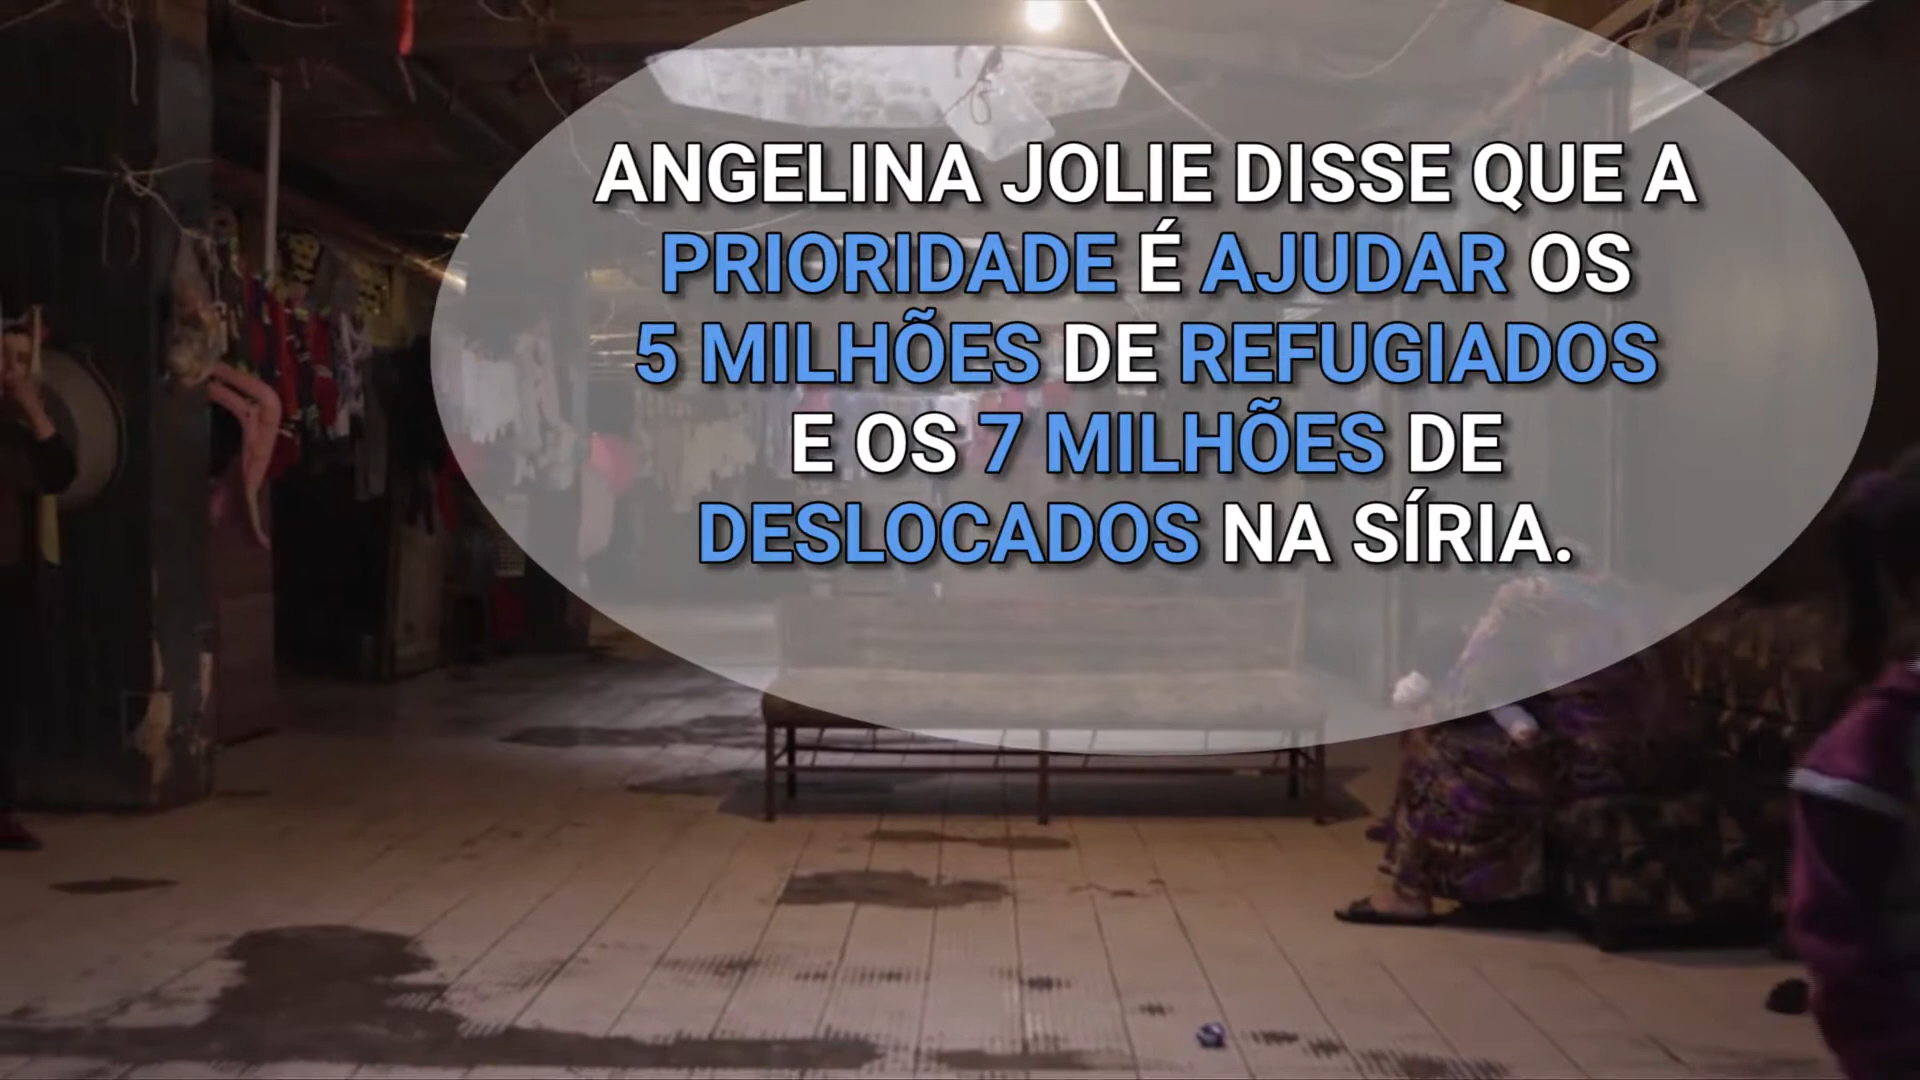 ANGELINA JOLIE DISSE QUE A
PRIORIDADE É AJUDAR OS
5 MILHÕES DE REFUGIADOS
E OS 7 MILHÕES DE
DESLOCADOS NA SÍRIA.